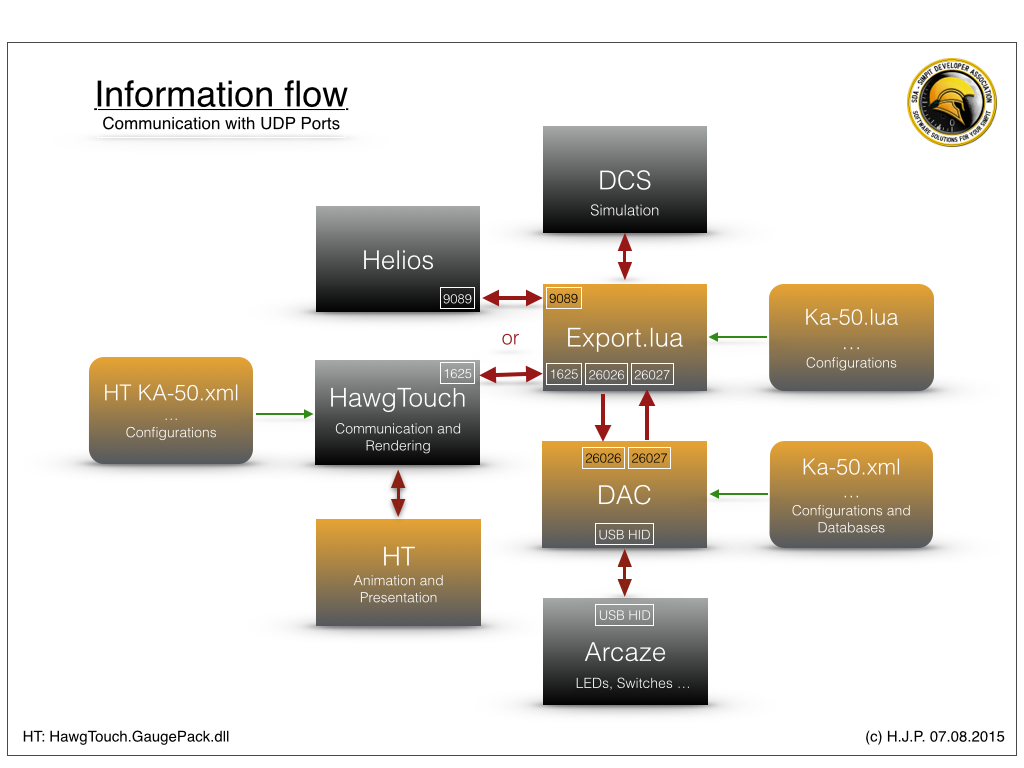 Information flow
Communication with UDP Ports
SDA - SIMPIT DEVELOPER ASSOCIATION
SOFTWARE SOLUTIONS FOR YOUR SIMPIT
DCS
Simulation
Helios
9089
9089
Export.lua
1625 26026 26027
Ka-50.lua
...
Configurations
or
HT KA-50.xml
...
Configurations
1625
HawgTouch
Communication and
Rendering
26026 26027
DAC
USB HID
Ka-50.xml
...
Configurations and
Databases
HT
Animation and
Presentation
USB HID
Arcaze
LEDs, Switches ...
HT: HawgTouch.GaugePack.dll
(c) H.J.P. 07.08.2015